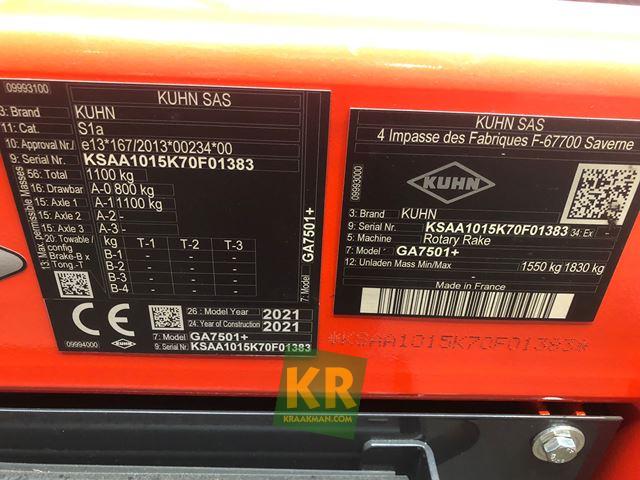 09993100
KUHN SAS
3: Brand KUHN
11: Cat. S1a
10: Approval Nr./ e13*167/2013*00234*00
9: Serial Nr. KSAA1015K70F01383
13: Max. permissible Masses
56: Total 1100 kg
16: Drawbar A-0 800 kg
15: Axle 1 A-1 1100 kg
15: Axle 2 A-2 -
15: Axle 3 A-3 -
20: Towable / config kg T-1 T-2 T-3
Brake-B x B-1 - - -
Tong.-T B-2 - - -
B-3 - - -
B-4 - - -
7: Model GA7501+
CE
26: Model Year 2021
24: Year of Construction 2021
7: Model GA7501+
9: Serial Nr. KSAA1015K70F01383
09994000
KUHN SAS
4 Impasse des Fabriques F-67700 Saverne
09993000
KUHN
3: Brand KUHN
9: Serial Nr. KSAA1015K70F01383 34: Ex -
5: Machine Rotary Rake
7: Model GA7501+
12: Unladen Mass Min/Max 1550 kg 1830 kg
Made in France
*KSAA1015K70F01383*
KR
KRAAKMAN.COM